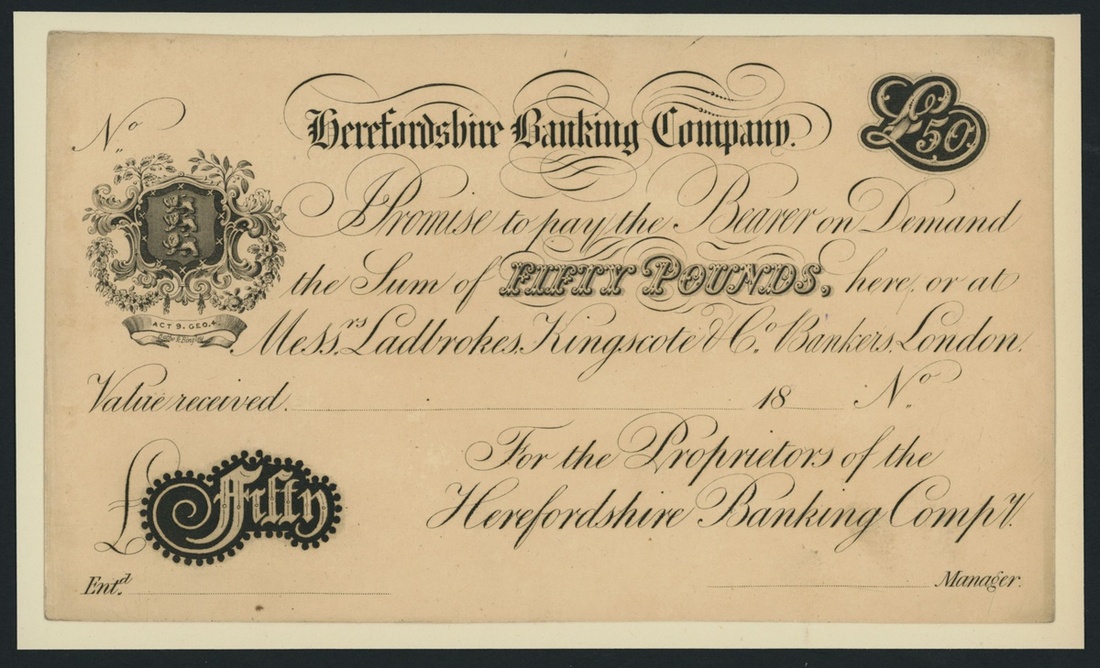 Nº
Herefordshire Banking Company.
£50.
I Promise to pay the Bearer on Demand
the Sum of FIFTY POUNDS, here, or at
Messrs. Ladbrokes, Kingscote & Co. Bankers, London.
ACT 9. GEO. 4
Value received. 18 Nº
£ Fifty
For the Proprietors of the
Herefordshire Banking Compy.
Entd. Manager.